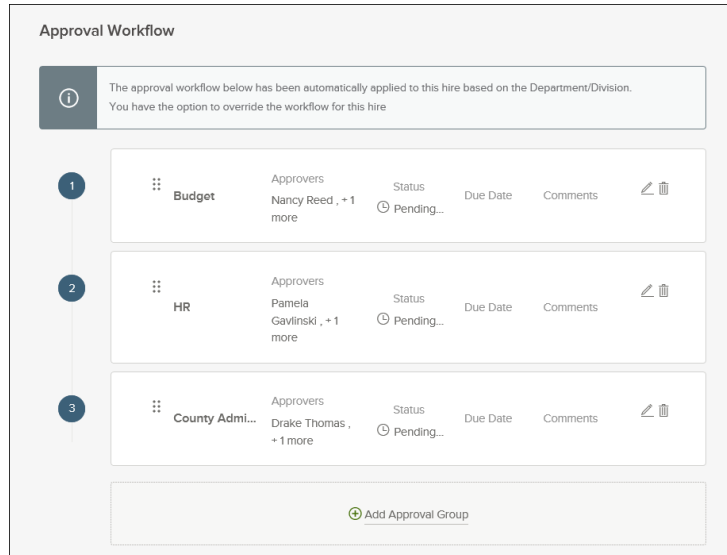 Approval Workflow
The approval workflow below has been automatically applied to this hire based on the Department/Division.
You have the option to override the workflow for this hire
1
Budget
Approvers
Nancy Reed , + 1
more
Status
Pending...
Due Date
Comments
2
HR
Approvers
Pamela
Gavlinski , + 1
more
Status
Pending...
Due Date
Comments
3
County Admi...
Approvers
Drake Thomas ,
+ 1 more
Status
Pending...
Due Date
Comments
Add Approval Group